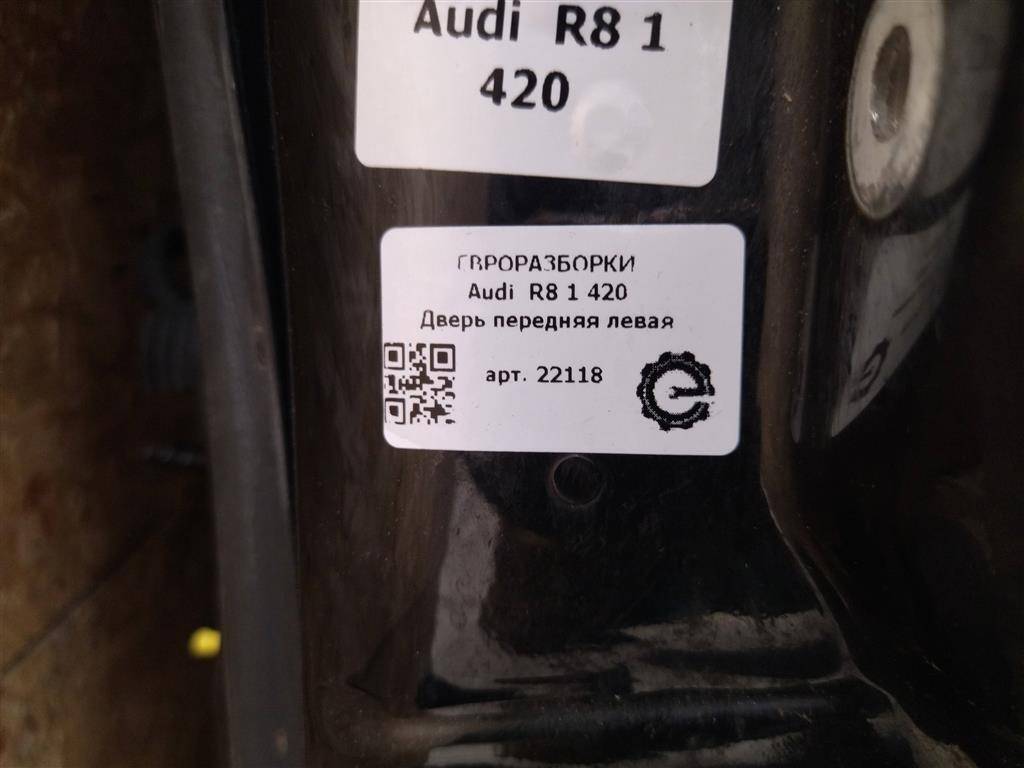 Audi R8 1
420
ЕВРОРАЗБОРКИ
Audi R8 1 420
Дверь передняя левая
арт. 22118